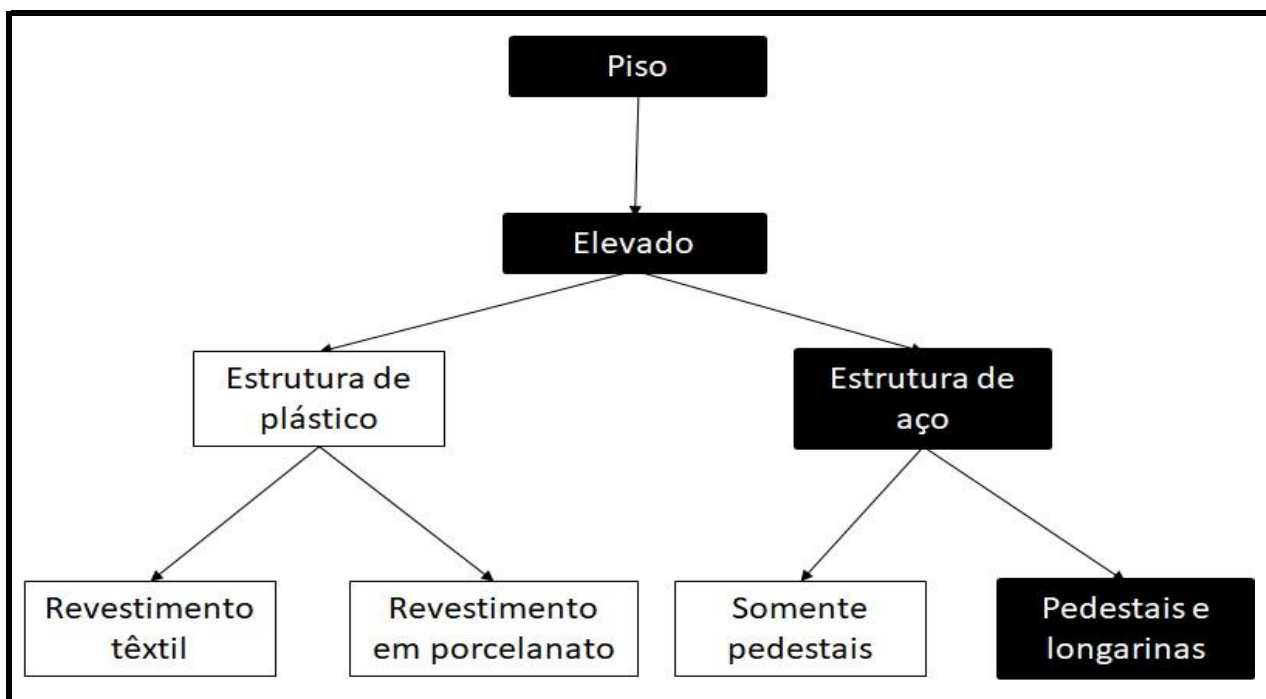 Piso
Elevado
Estrutura de
plástico
Estrutura de
aço
Revestimento
têxtil
Revestimento
em porcelanato
Somente
pedestais
Pedestais e
longarinas